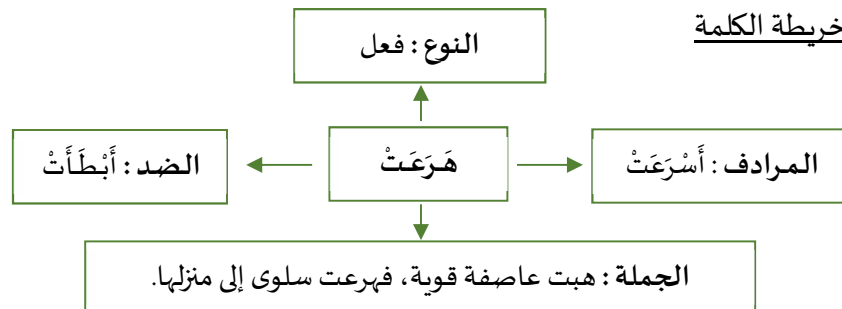 خريطة الكلمة
النوع : فعل
المرادف : أَسْرَعَتْ
هَرَعَتْ
الضد : أَبْطَأَتْ
الجملة : هبت عاصفة قوية، فهرعت سلوى إلى منزلها.